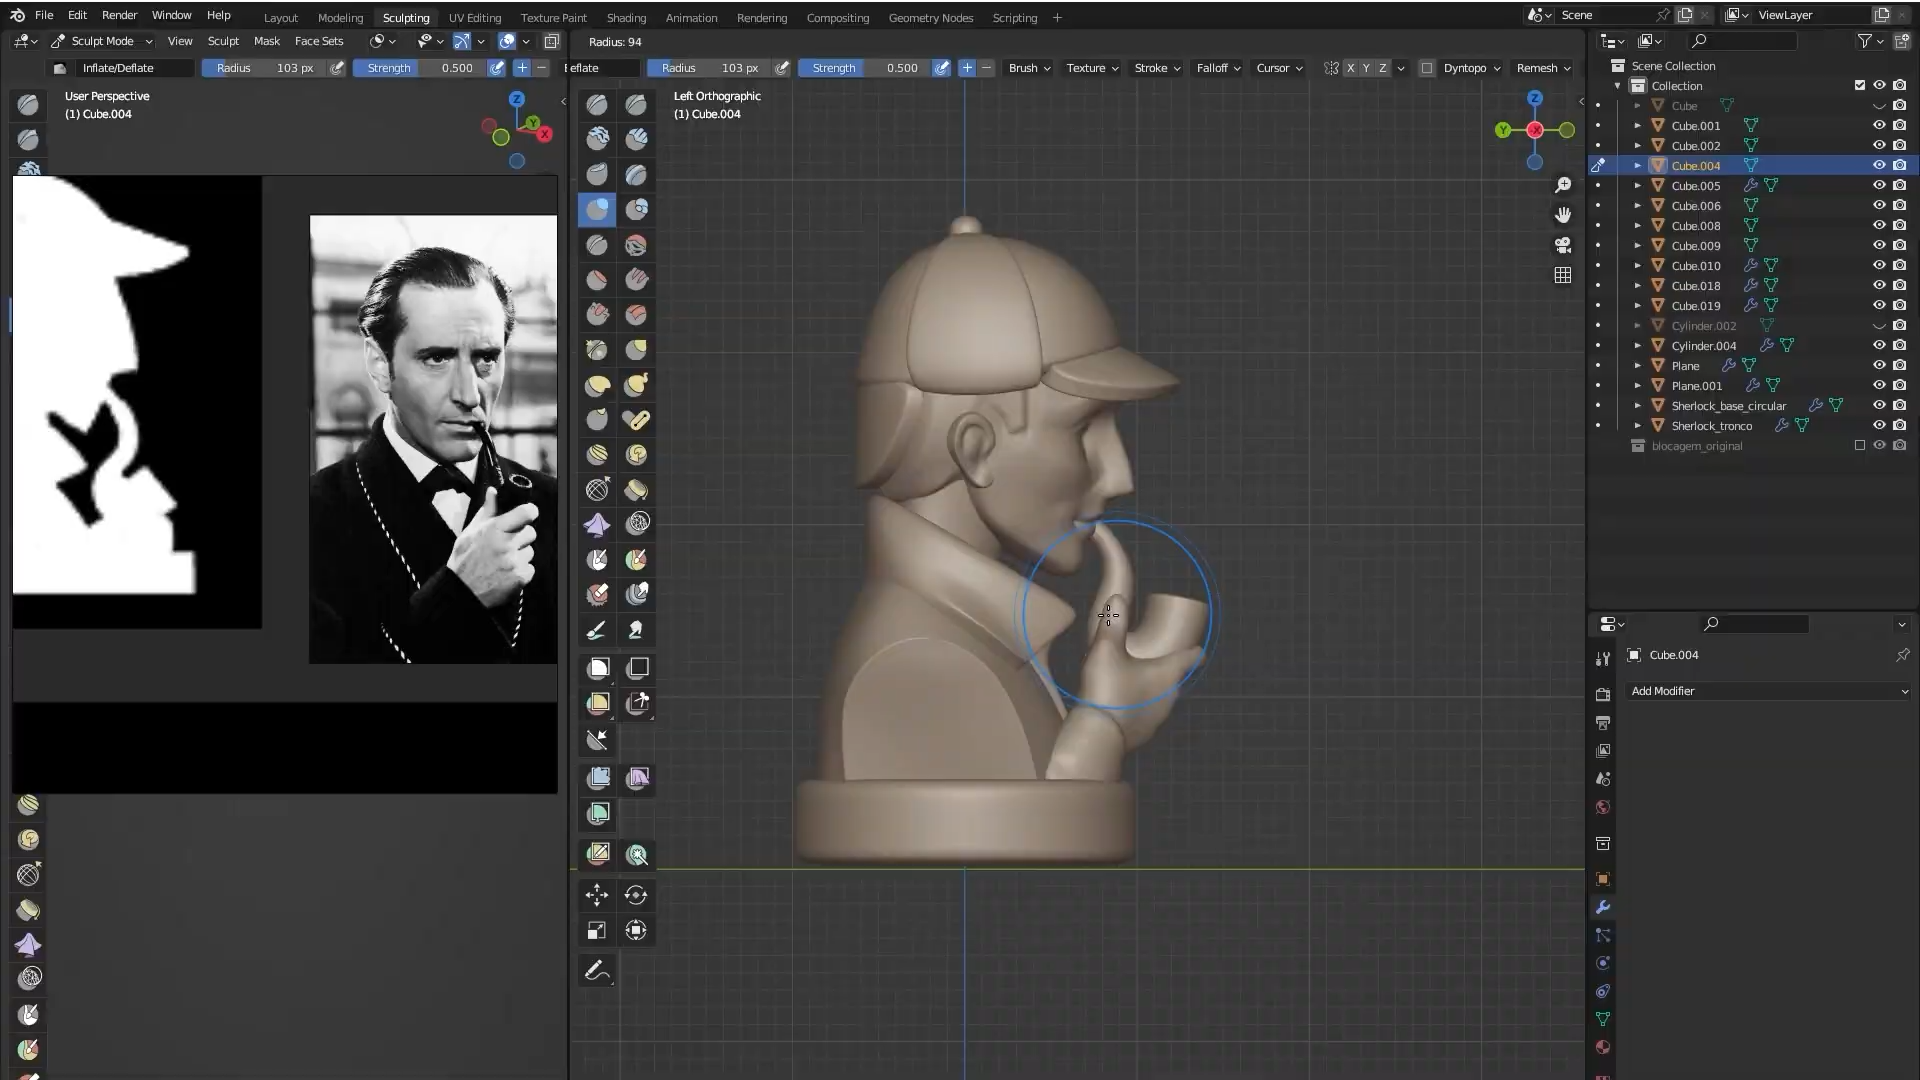 File Edit Render Window Help Layout Modeling Sculpting UV Editing Texture Paint Shading Animation Rendering Compositing Geometry Nodes Scripting + Scene ViewLayer
Sculpt Mode View Sculpt Mask Face Sets Radius: 94
Inflate/Deflate Radius 103 px Strength 0.500 eflate Radius 103 px Strength 0.500 Brush Texture Stroke Falloff Cursor X Y Z Dyntopo Remesh
User Perspective
(1) Cube.004
Left Orthographic
(1) Cube.004
Z
Y
X
Z
Y
-X
Scene Collection
Collection
Cube
Cube.001
Cube.002
Cube.004
Cube.005
Cube.006
Cube.008
Cube.009
Cube.010
Cube.018
Cube.019
Cylinder.002
Cylinder.004
Plane
Plane.001
Sherlock_base_circular
Sherlock_tronco
blocagem_original
Cube.004
Add Modifier